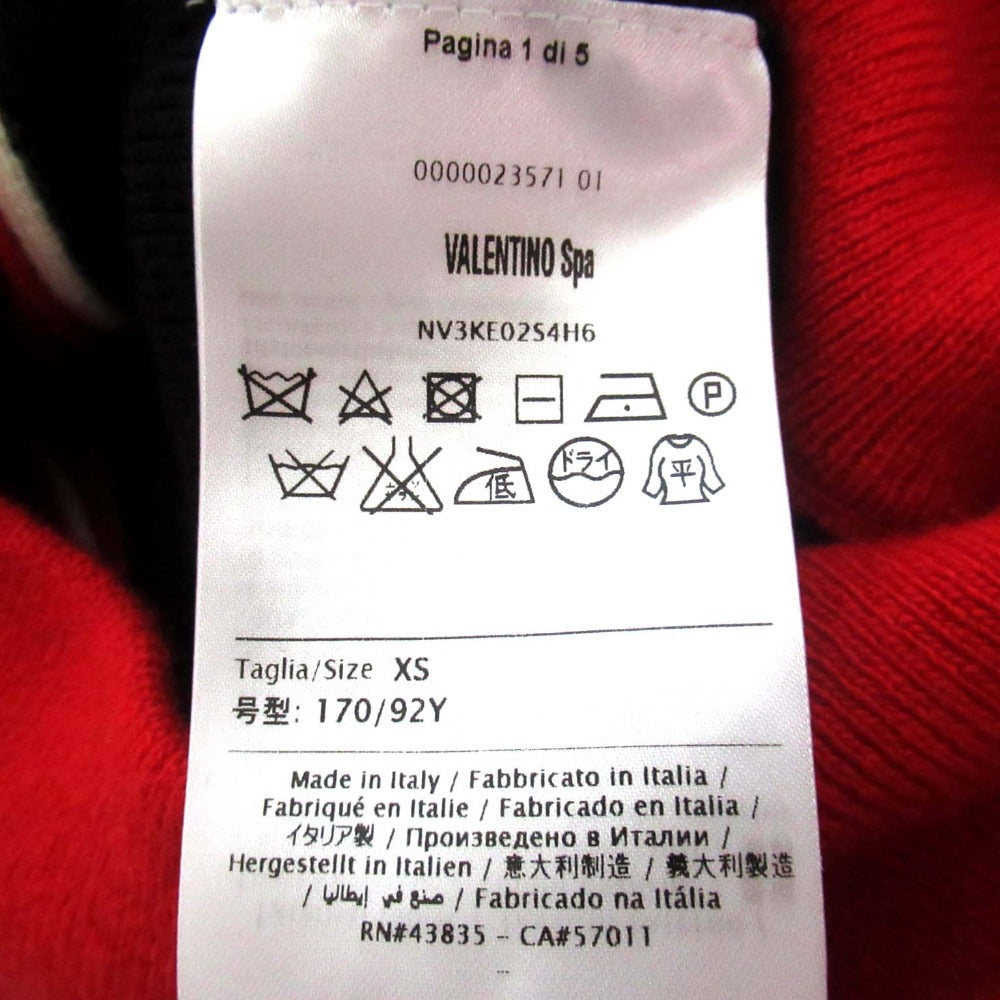 Pagina 1 di 5
0000023571 01
VALENTINO Spa
NV3KE02S4H6
P
低 ドライ 平
Taglia/Size XS
号型: 170/92Y
Made in Italy / Fabbricato in Italia /
Fabriqué en Italie / Fabricado en Italia /
イタリア製 / Произведено в Италии /
Hergestellt in Italien / 意大利制造 / 義大利製造
/ صنع في إيطاليا / Fabricado na Itália
RN#43835 - CA#57011